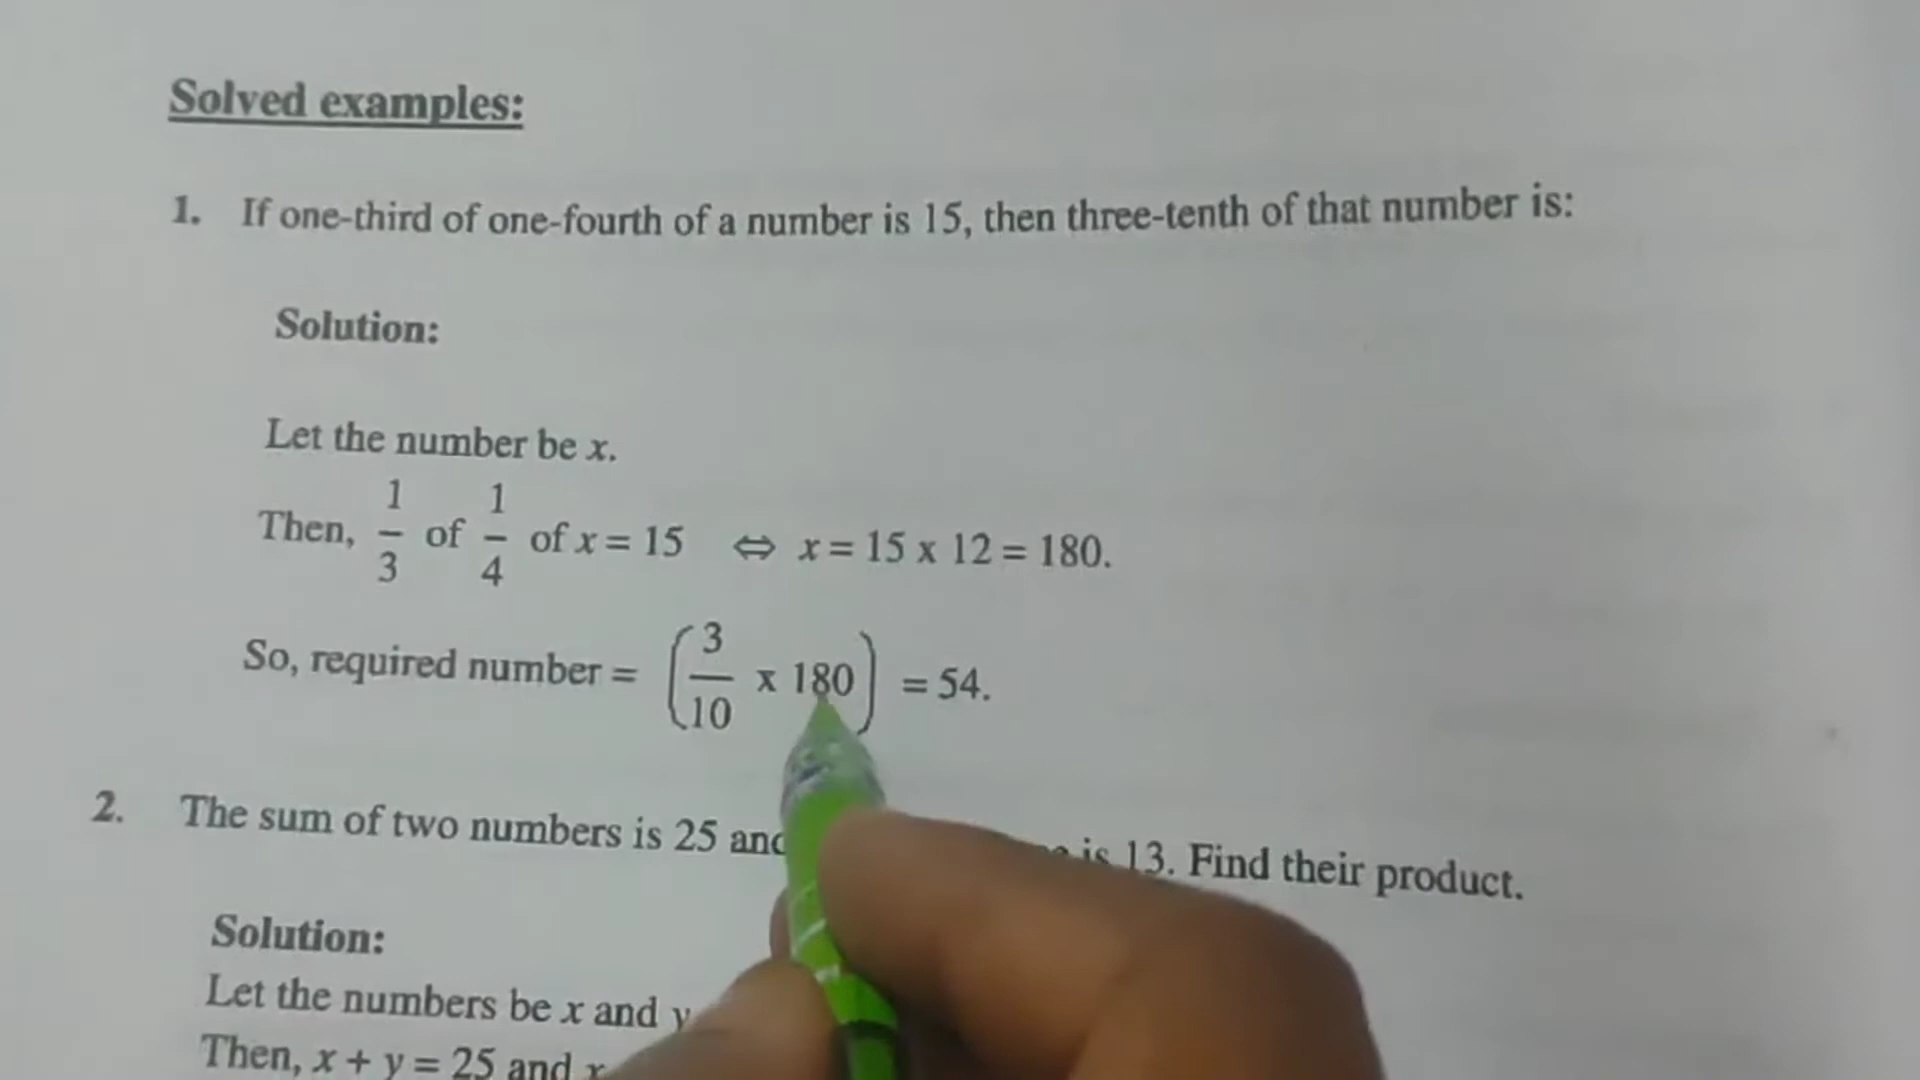 Solved examples:
1. If one-third of one-fourth of a number is 15, then three-tenth of that number is:
Solution:
Let the number be x.
Then, 1/3 of 1/4 of x = 15 ⇔ x = 15 x 12 = 180.
So, required number = (3/10 x 180) = 54.
2. The sum of two numbers is 25 and is 13. Find their product.
Solution:
Let the numbers be x and y
Then, x + y = 25 and x